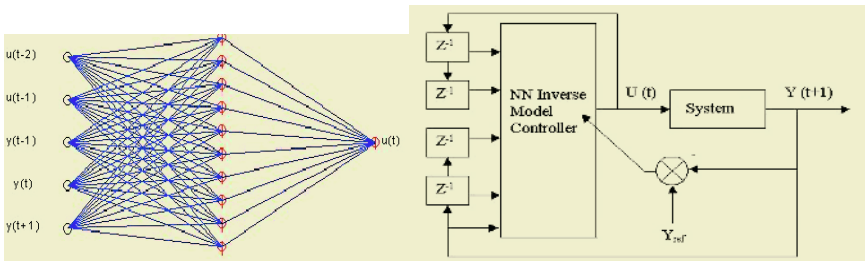 u(t-2)
u(t-1)
y(t-1)
y(t)
y(t+1)
u(t)
Z-1
Z-1
Z-1
Z-1
NN Inverse
Model
Controller
U (t)
System
Y (t+1)
-
Yref